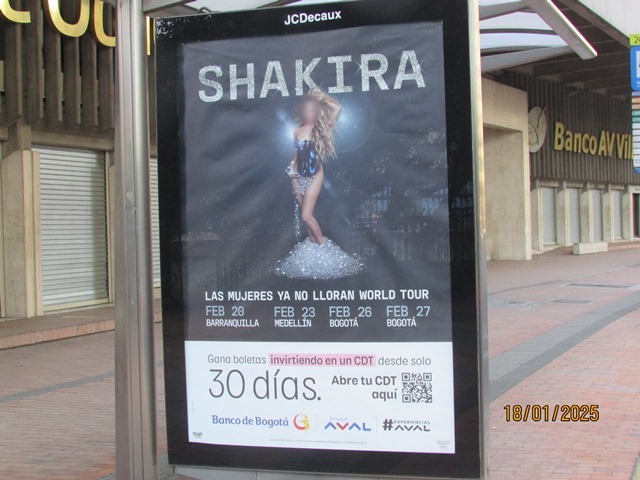 JCDecaux
SHAKIRA
LAS MUJERES YA NO LLORAN WORLD TOUR
FEB 20 FEB 23 FEB 26 FEB 27
BARRANQUILLA MEDELLÍN BOGOTÁ BOGOTÁ
Gana boletas invirtiendo en un CDT desde solo
30 días.
Abre tu CDT
aquí
Banco de Bogotá
Grupo
AVAL
#EXPERIENCIAS
AVAL
Banco AV Vil
18/01/2025